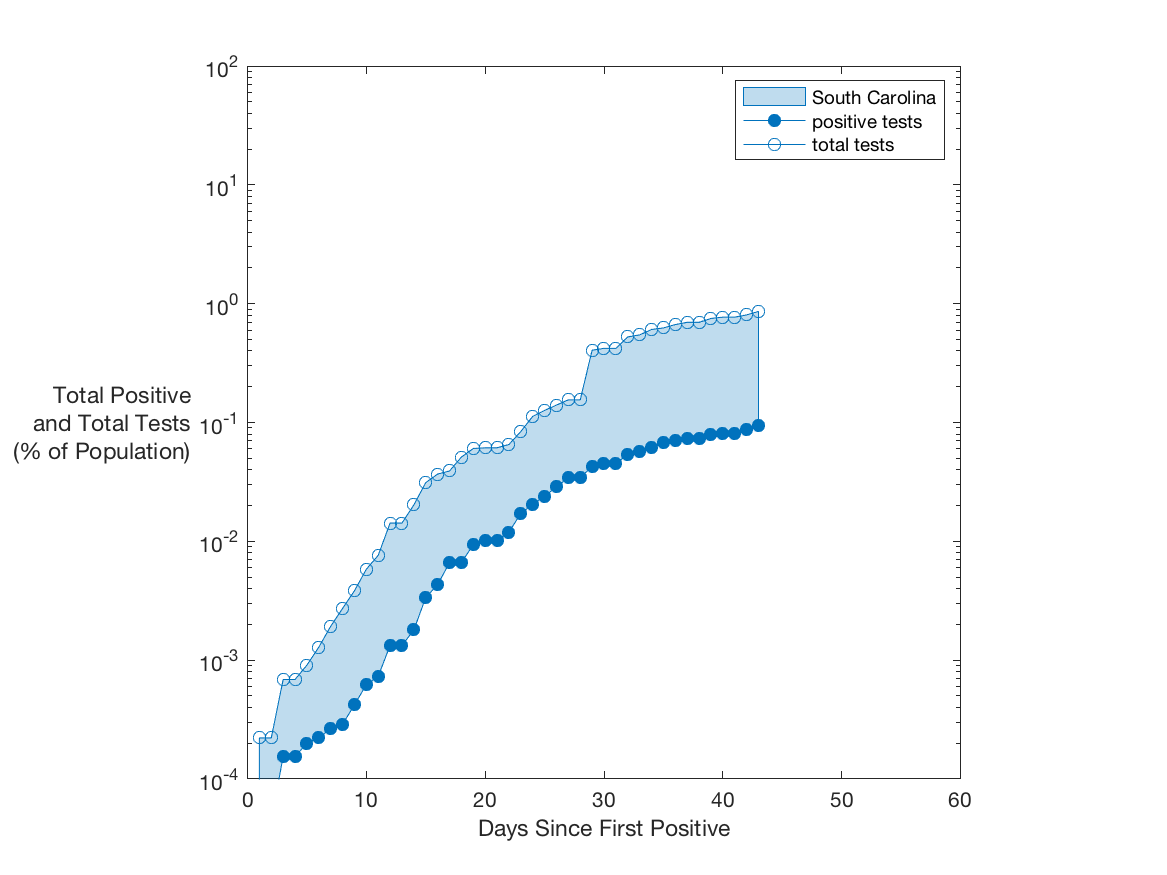 10^2
10^1
10^0
10^-1
10^-2
10^-3
10^-4
Total Positive
and Total Tests
(% of Population)
South Carolina
positive tests
total tests
0 10 20 30 40 50 60
Days Since First Positive